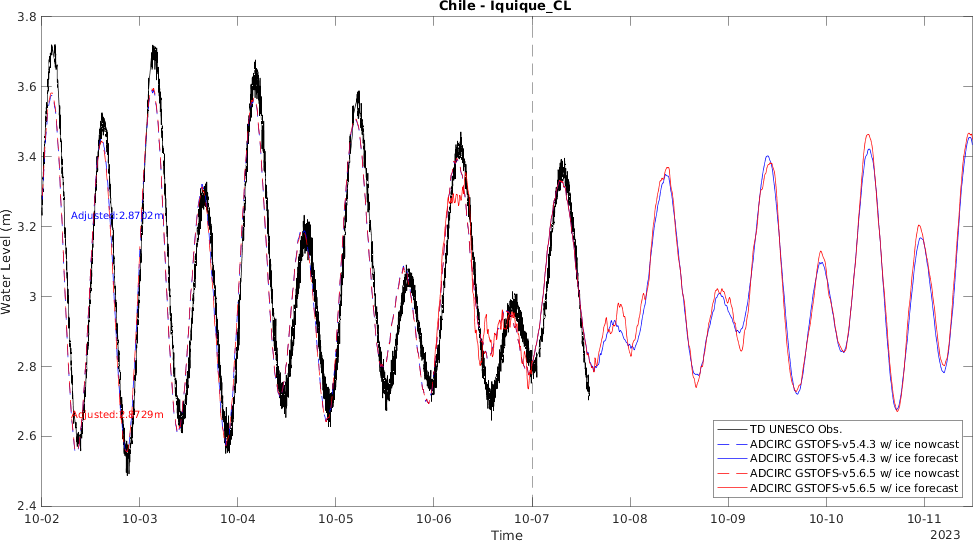 Chile - Iquique_CL
3.8
3.6
3.4
3.2
3
2.8
2.6
2.4
Water Level (m)
Adjusted:2.8702m
Adjusted:2.8729m
TD UNESCO Obs.
ADCIRC GSTOFS-v5.4.3 w/ ice nowcast
ADCIRC GSTOFS-v5.4.3 w/ ice forecast
ADCIRC GSTOFS-v5.6.5 w/ ice nowcast
ADCIRC GSTOFS-v5.6.5 w/ ice forecast
10-02 10-03 10-04 10-05 10-06 10-07 10-08 10-09 10-10 10-11
Time
2023